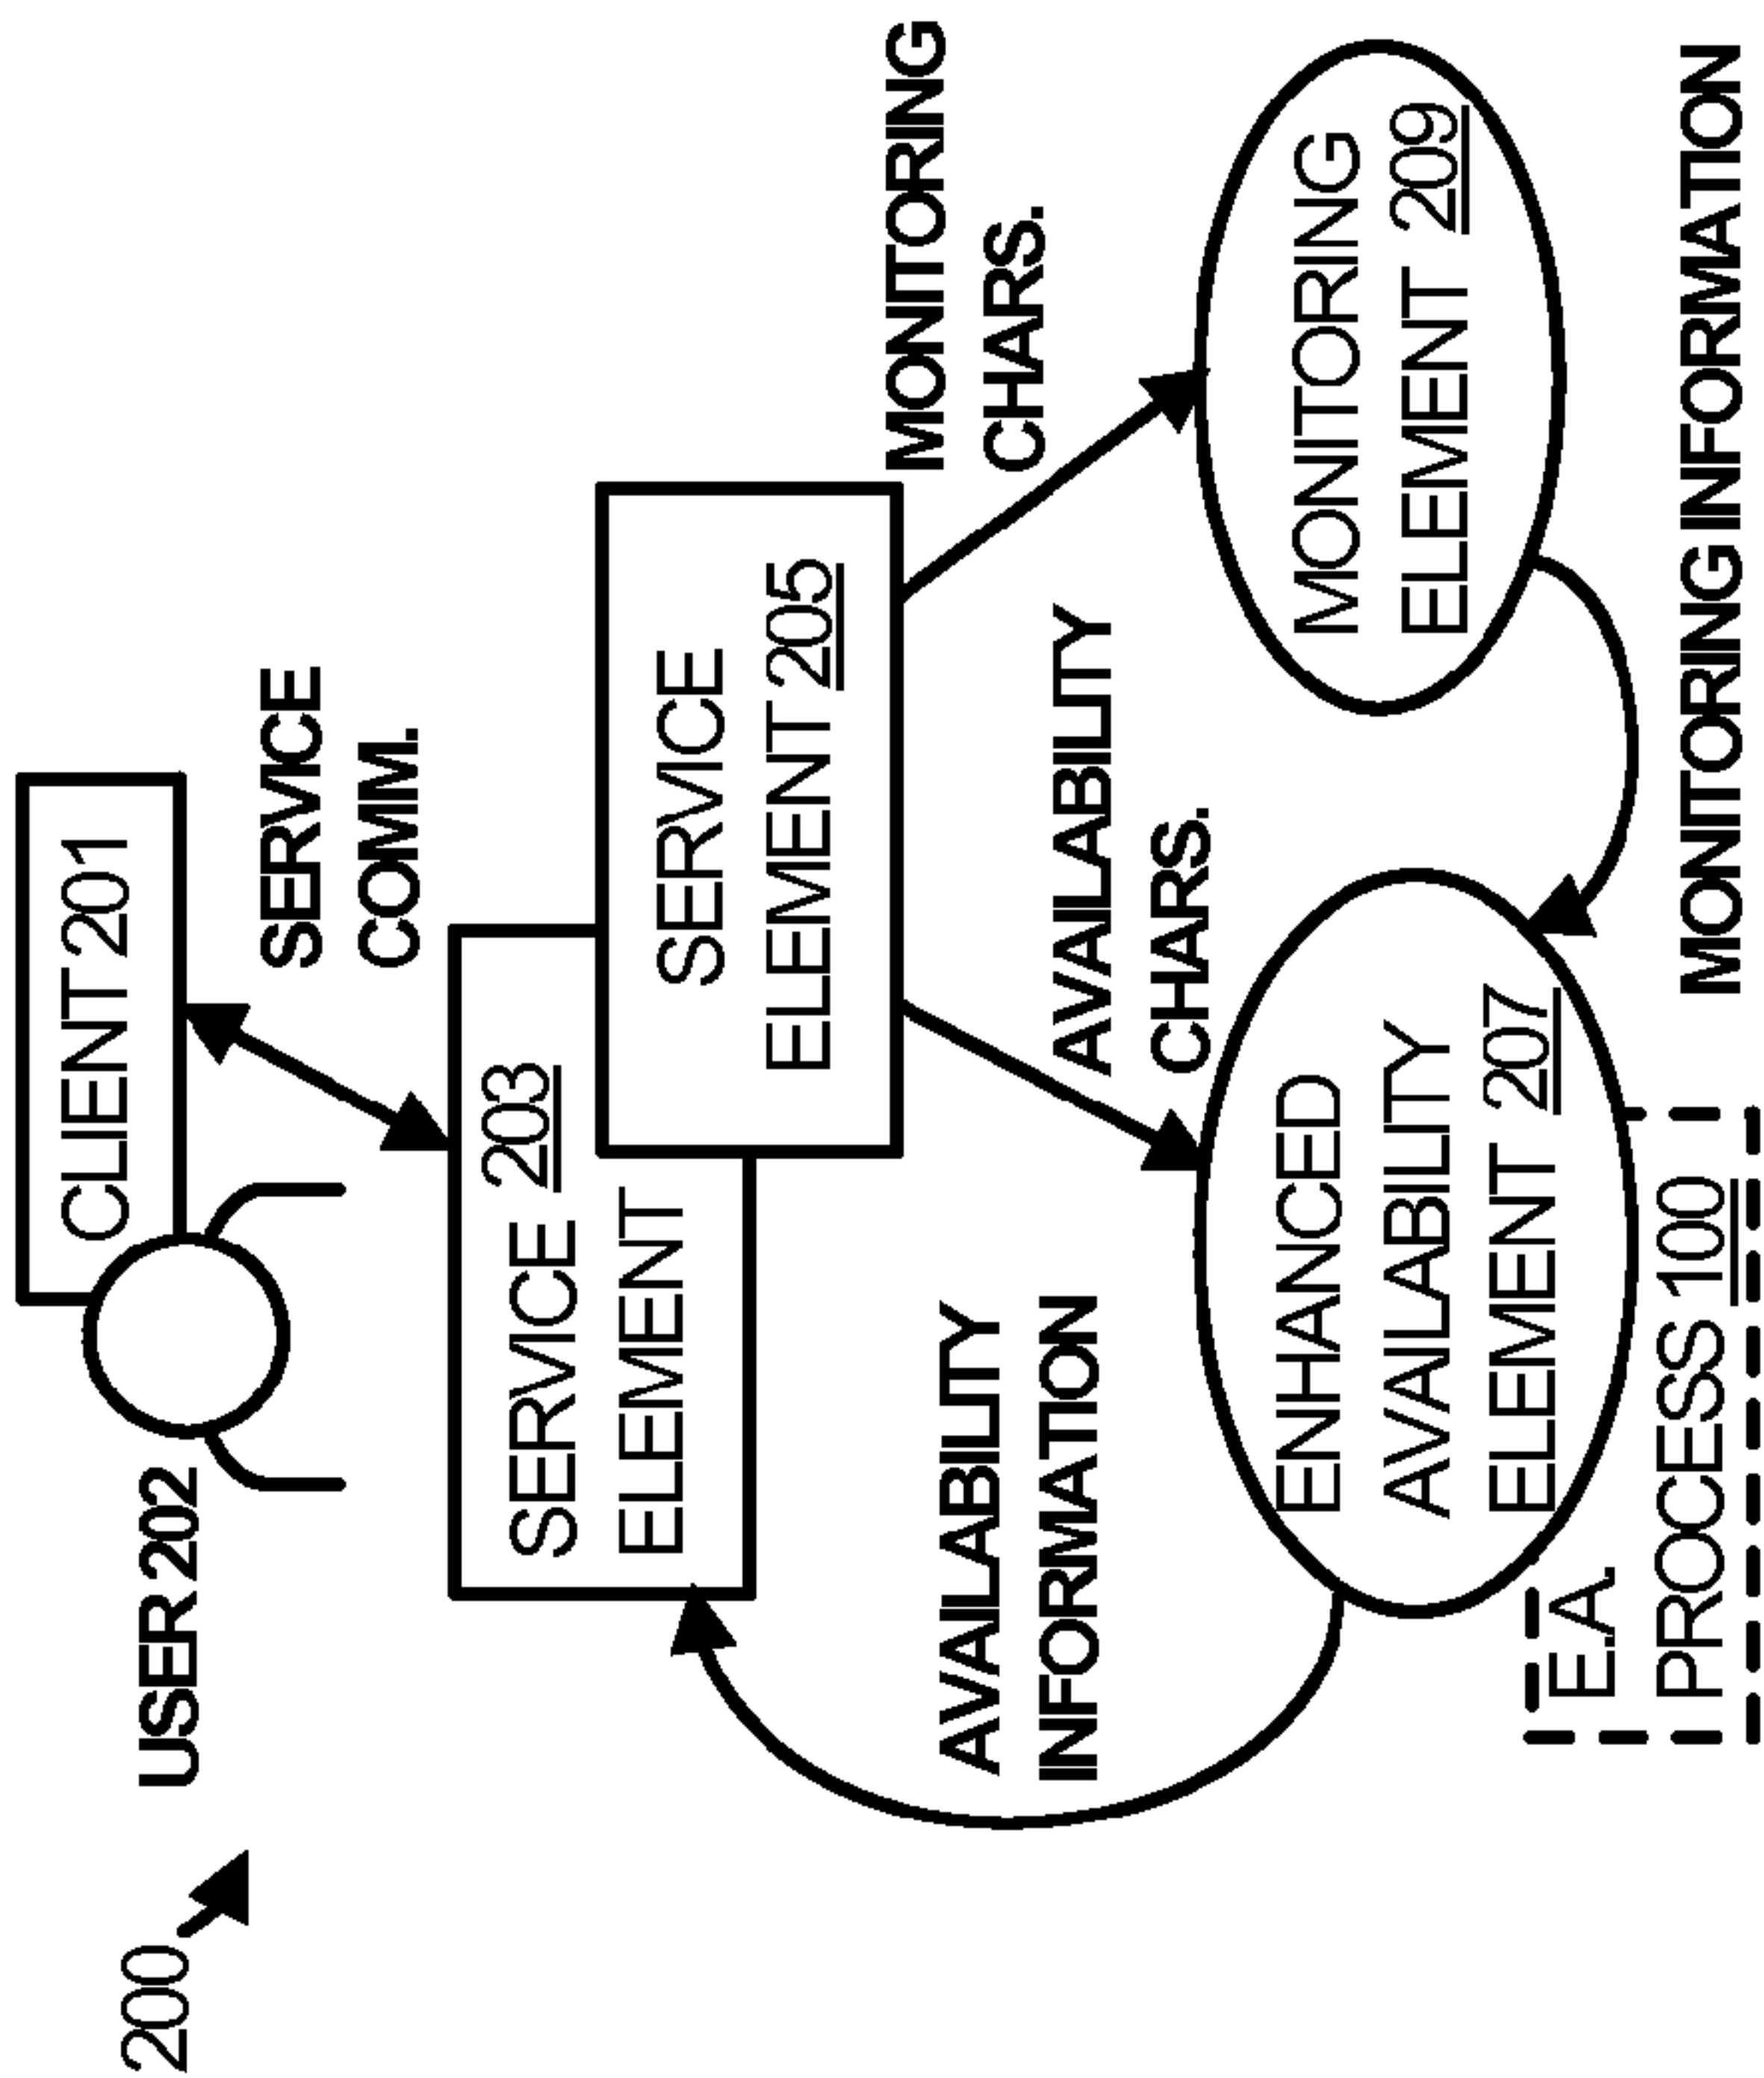 200
USER 202
CLIENT 201
SERVICE
COMM.
SERVICE 203
ELEMENT
SERVICE
ELEMENT 205
MONITORING
CHARS.
AVAILABILITY
CHARS.
AVAILABILITY
INFORMATION
ENHANCED
AVAILABILITY
ELEMENT 207
MONITORING
ELEMENT 209
E.A.
PROCESS 100
MONITORING INFORMATION